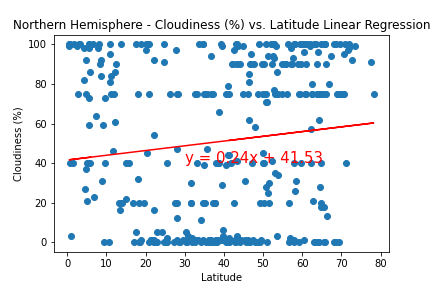 Northern Hemisphere - Cloudiness (%) vs. Latitude Linear Regression
100
80
60
40
20
0
Cloudiness (%)
y = 0.24x + 41.53
0 10 20 30 40 50 60 70 80
Latitude